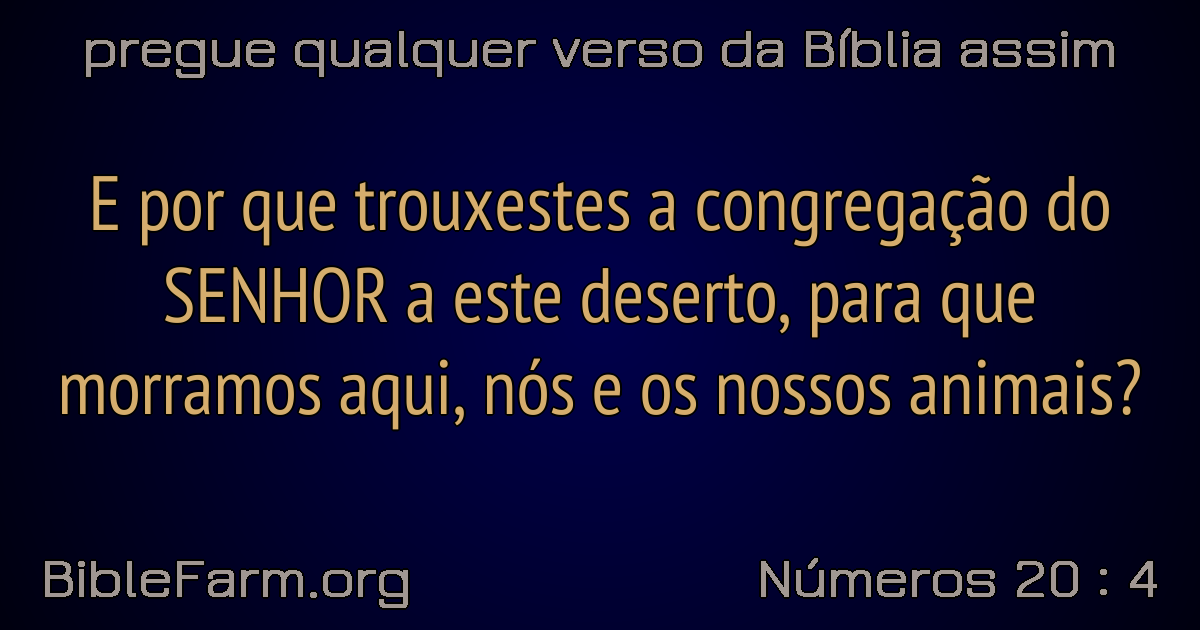 pregue qualquer verso da Bíblia assim
E por que trouxestes a congregação do
SENHOR a este deserto, para que
morramos aqui, nós e os nossos animais?
BibleFarm.org
Números 20 : 4